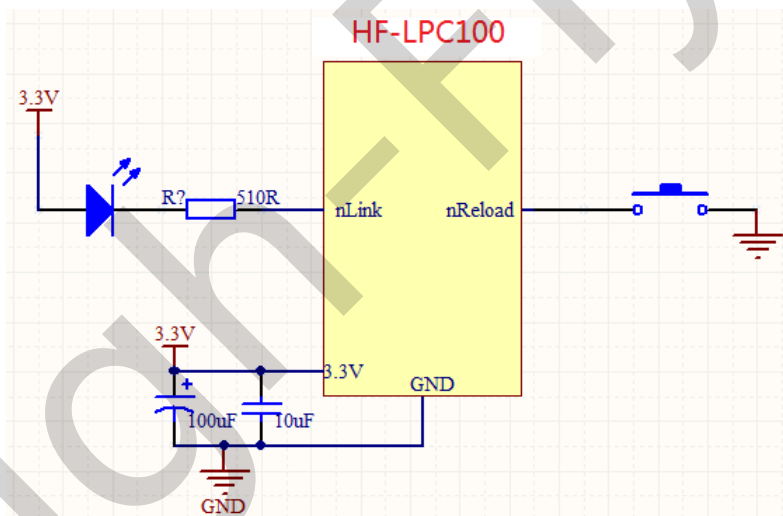 HF-LPC100
3.3V
R?
510R
nLink
nReload
3.3V
3.3V
GND
+
100uF
10uF
GND